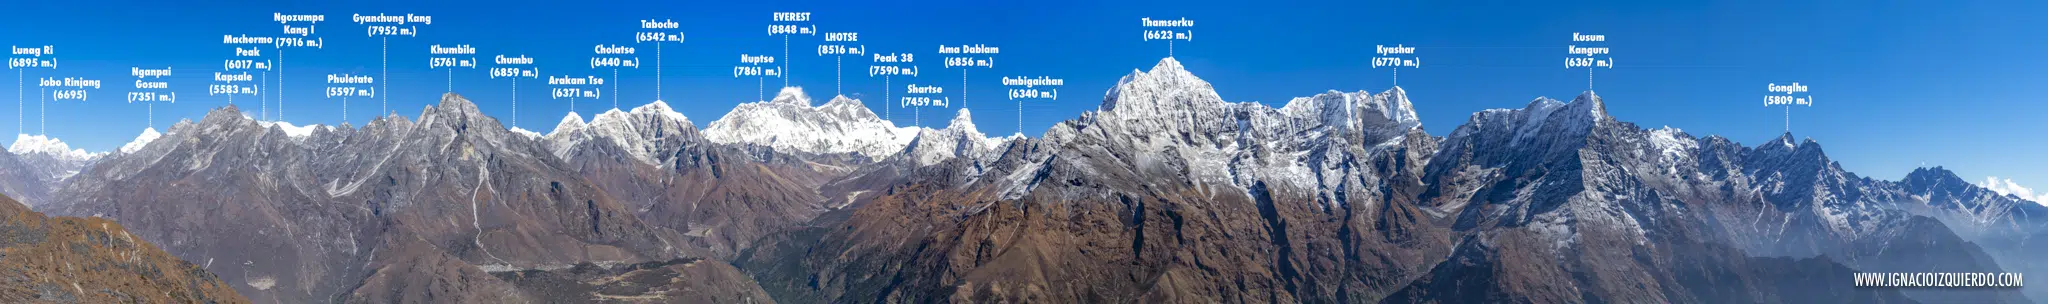 Lunag Ri
(6895 m.)
Jobo Rinjang
(6695)
Nganpai
Gosum
(7351 m.)
Kapsale
(5583 m.)
Machermo
Peak
(6017 m.)
Ngozumpa
Kang I
(7916 m.)
Phuletate
(5597 m.)
Gyanchung Kang
(7952 m.)
Khumbila
(5761 m.)
Chumbu
(6859 m.)
Arakam Tse
(6371 m.)
Cholatse
(6440 m.)
Taboche
(6542 m.)
Nuptse
(7861 m.)
EVEREST
(8848 m.)
LHOTSE
(8516 m.)
Peak 38
(7590 m.)
Shartse
(7459 m.)
Ama Dablam
(6856 m.)
Ombigaichan
(6340 m.)
Thamserku
(6623 m.)
Kyashar
(6770 m.)
Kusum
Kanguru
(6367 m.)
Gonglha
(5809 m.)
WWW.IGNACIOIZQUIERDO.COM